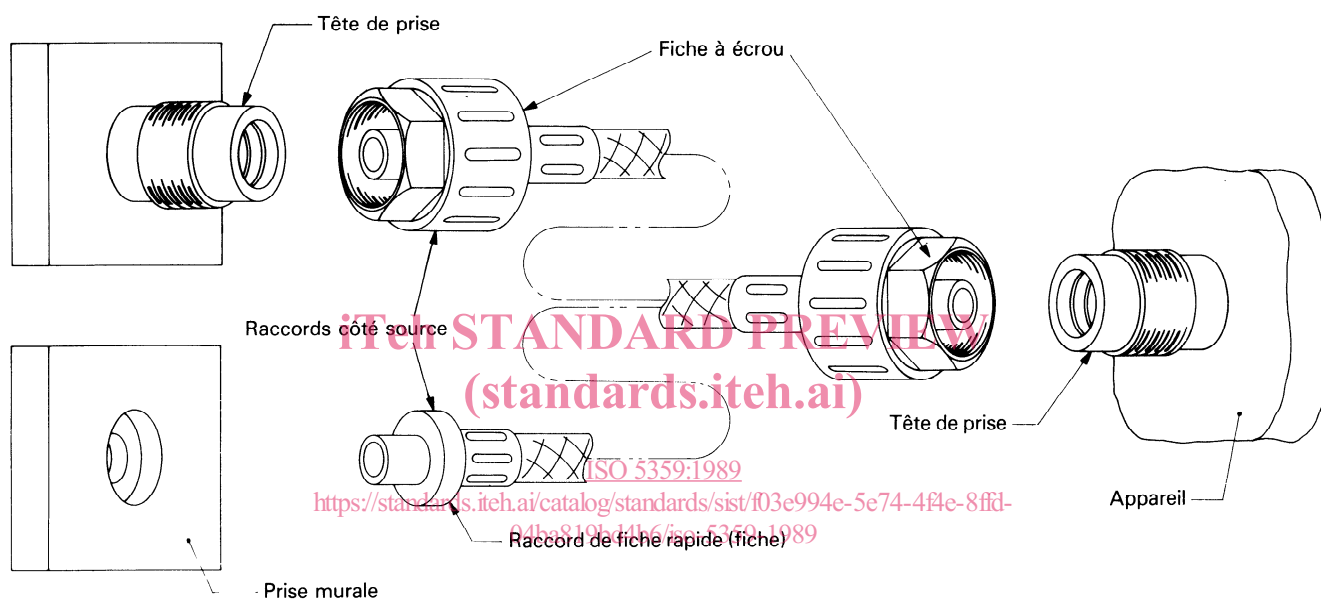 Tête de prise
Fiche à écrou
Raccords côté source
iTeh STANDARD PREVIEW
(standards.iteh.ai)
Tête de prise
ISO 5359:1989
https://standards.iteh.ai/catalog/standards/sist/f03e994e-5e74-4f4e-8ffd-
Appareil
04ba819bd4b6/iso-5359-1989
Raccord de fiche rapide (fiche)
Prise murale